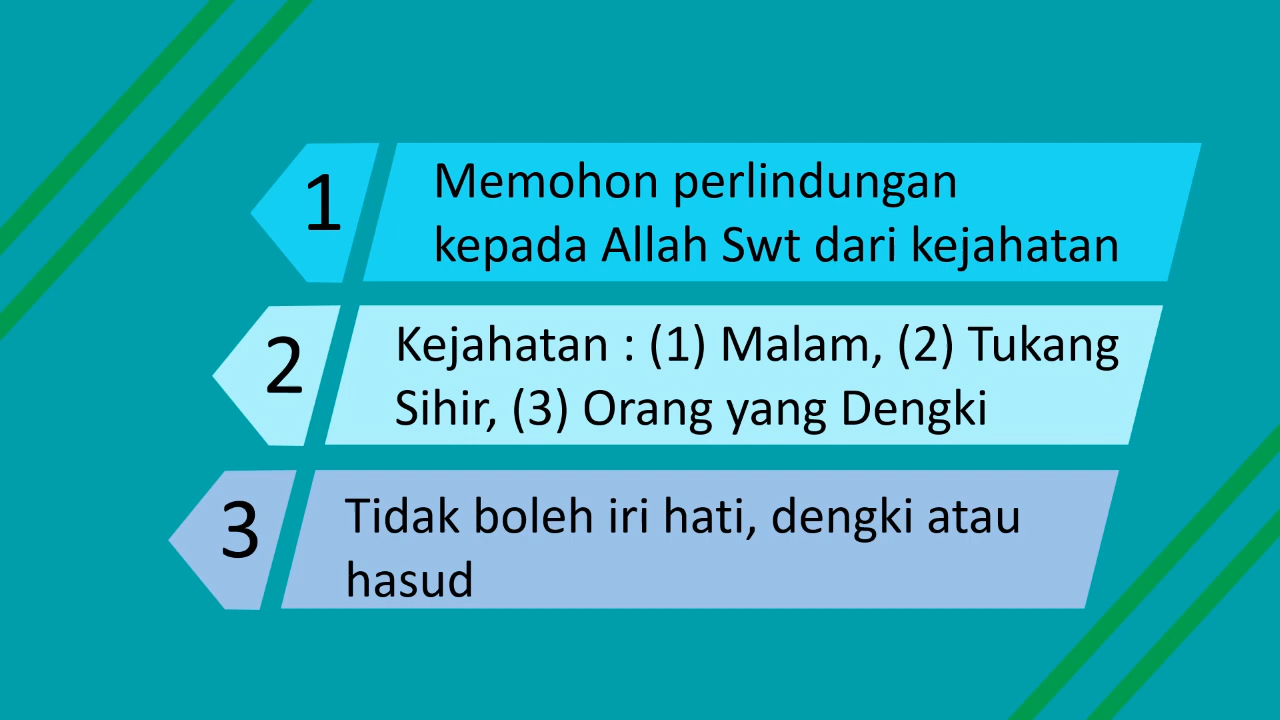 1
Memohon perlindungan
kepada Allah Swt dari kejahatan
2
Kejahatan : (1) Malam, (2) Tukang
Sihir, (3) Orang yang Dengki
3
Tidak boleh iri hati, dengki atau
hasud